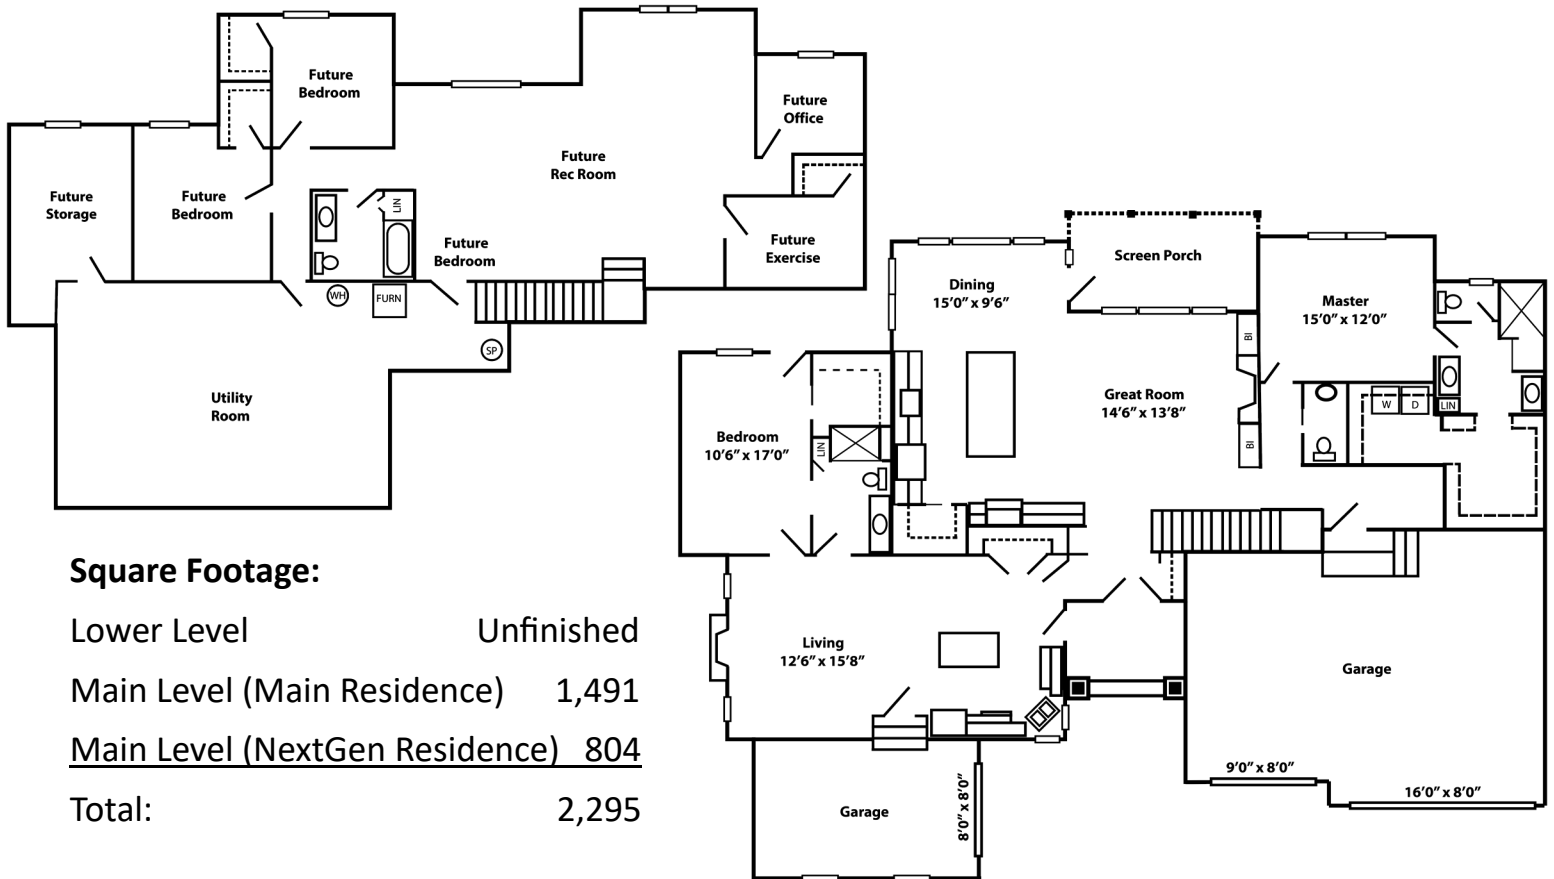 Future
Bedroom
Future
Office
Future
Rec Room
Future
Storage
Future
Bedroom
LIN
Future
Bedroom
Future
Exercise
WH
FURN
SP
Utility
Room
Screen Porch
Dining
15’0” x 9’6”
Master
15’0” x 12’0”
BI
Great Room
14’6” x 13’8”
W
D
LIN
BI
Bedroom
10’6” x 17’0”
LIN
Living
12’6” x 15’8”
Garage
9’0” x 8’0”
16’0” x 8’0”
Garage
8’0” x 8’0”
Square Footage:
Lower Level Unfinished
Main Level (Main Residence) 1,491
Main Level (NextGen Residence) 804
Total: 2,295